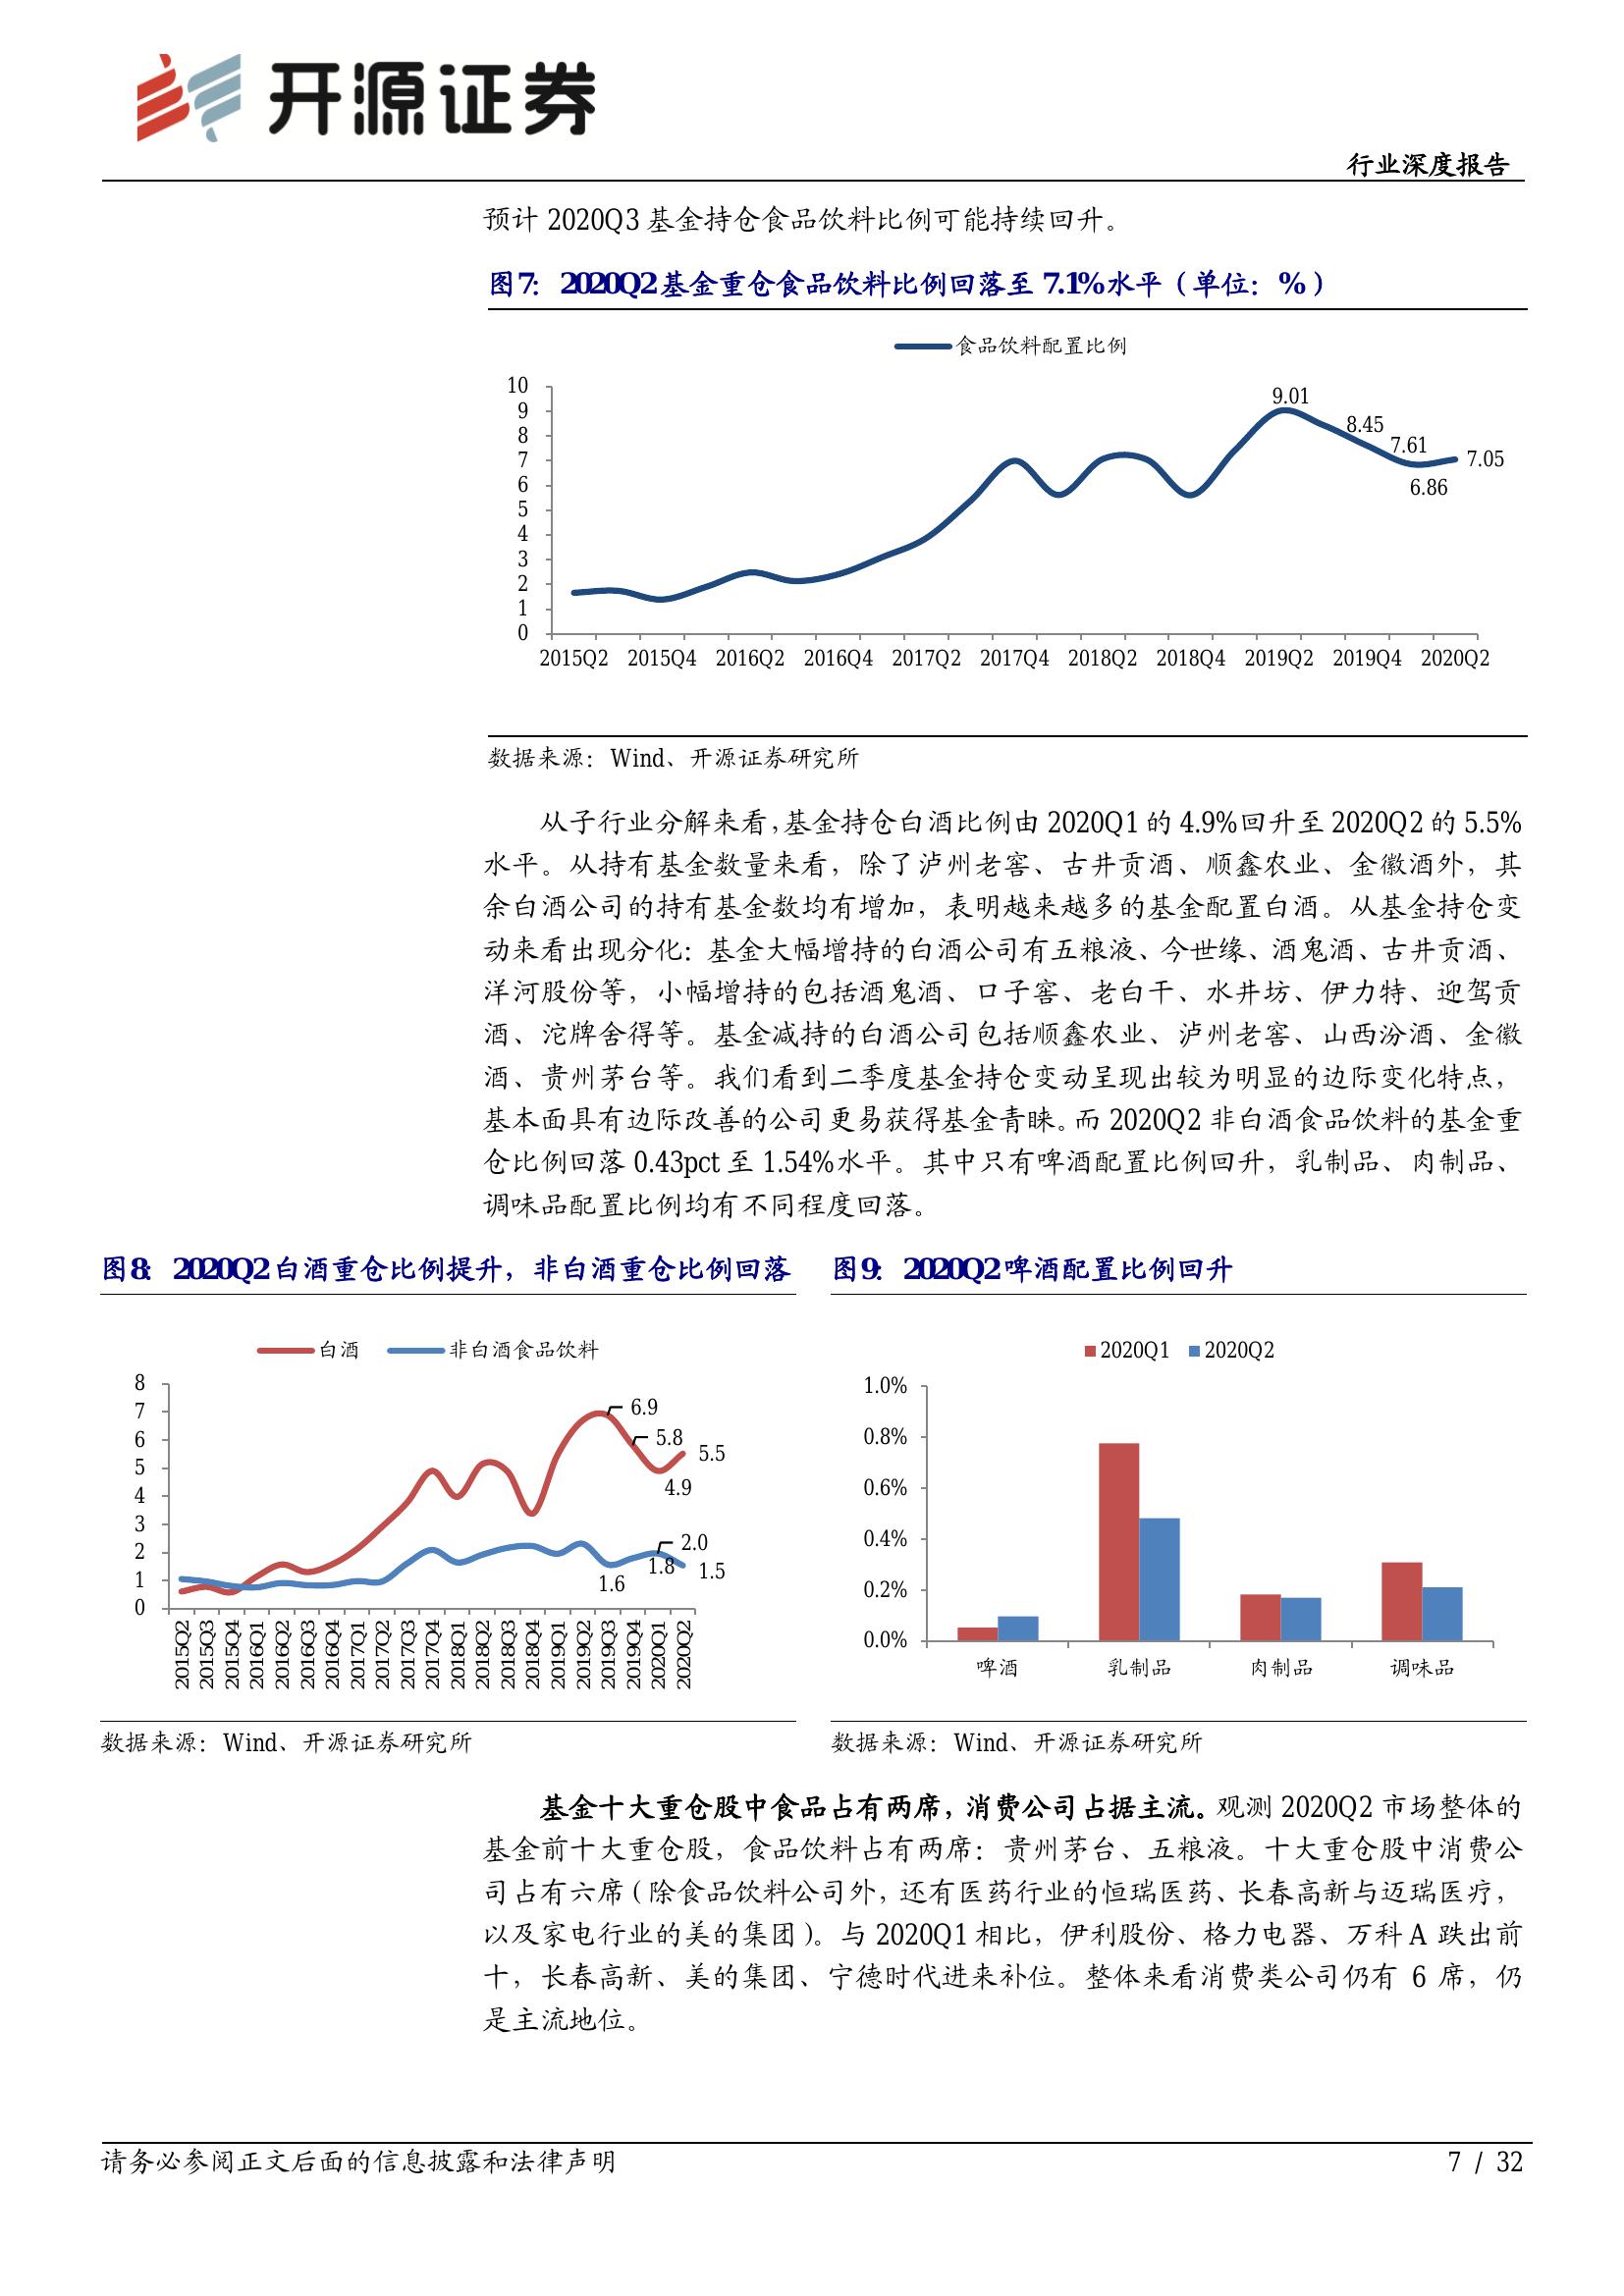 开源证券
行业深度报告
预计 2020Q3 基金持仓食品饮料比例可能持续回升。
图7： 2020Q2基金重仓食品饮料比例回落至 7.1%水平（单位：%）
食品饮料配置比例
10
9
8
7
6
5
4
3
2
1
0
9.01
8.45
7.61
6.86
7.05
2015Q2 2015Q4 2016Q2 2016Q4 2017Q2 2017Q4 2018Q2 2018Q4 2019Q2 2019Q4 2020Q2
数据来源：Wind、开源证券研究所
从子行业分解来看，基金持仓白酒比例由 2020Q1 的 4.9%回升至 2020Q2 的 5.5%
水平。从持有基金数量来看，除了泸州老窖、古井贡酒、顺鑫农业、金徽酒外，其
余白酒公司的持有基金数均有增加，表明越来越多的基金配置白酒。从基金持仓变
动来看出现分化：基金大幅增持的白酒公司有五粮液、今世缘、酒鬼酒、古井贡酒、
洋河股份等，小幅增持的包括酒鬼酒、口子窖、老白干、水井坊、伊力特、迎驾贡
酒、沱牌舍得等。基金减持的白酒公司包括顺鑫农业、泸州老窖、山西汾酒、金徽
酒、贵州茅台等。我们看到二季度基金持仓变动呈现出较为明显的边际变化特点，
基本面具有边际改善的公司更易获得基金青睐。而 2020Q2 非白酒食品饮料的基金重
仓比例回落 0.43pct 至 1.54%水平。其中只有啤酒配置比例回升，乳制品、肉制品、
调味品配置比例均有不同程度回落。
图8： 2020Q2白酒重仓比例提升，非白酒重仓比例回落
白酒 非白酒食品饮料
8
7
6
5
4
3
2
1
0
6.9
5.8
5.5
4.9
2.0
1.8
1.5
1.6
2015Q2 2015Q3 2015Q4 2016Q1 2016Q2 2016Q3 2016Q4 2017Q1 2017Q2 2017Q3 2017Q4 2018Q1 2018Q2 2018Q3 2018Q4 2019Q1 2019Q2 2019Q3 2019Q4 2020Q1 2020Q2
数据来源：Wind、开源证券研究所
图9： 2020Q2啤酒配置比例回升
2020Q1 2020Q2
1.0%
0.8%
0.6%
0.4%
0.2%
0.0%
啤酒 乳制品 肉制品 调味品
数据来源：Wind、开源证券研究所
基金十大重仓股中食品占有两席，消费公司占据主流。观测 2020Q2 市场整体的
基金前十大重仓股，食品饮料占有两席：贵州茅台、五粮液。十大重仓股中消费公
司占有六席（除食品饮料公司外，还有医药行业的恒瑞医药、长春高新与迈瑞医疗，
以及家电行业的美的集团）。与 2020Q1 相比，伊利股份、格力电器、万科 A 跌出前
十，长春高新、美的集团、宁德时代进来补位。整体来看消费类公司仍有 6 席，仍
是主流地位。
请务必参阅正文后面的信息披露和法律声明
7 / 32